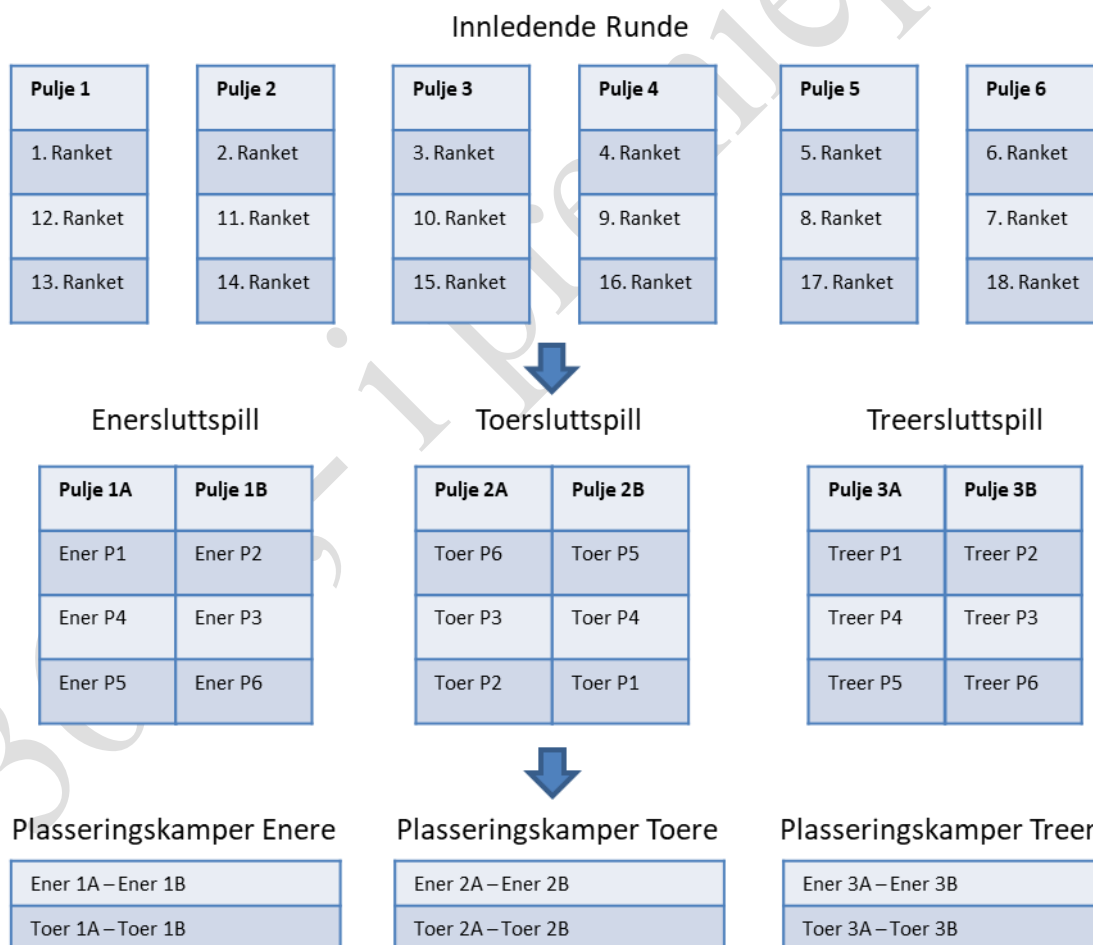 Innledende Runde
Pulje 1 Pulje 2 Pulje 3 Pulje 4 Pulje 5 Pulje 6
1. Ranket 2. Ranket 3. Ranket 4. Ranket 5. Ranket 6. Ranket
12. Ranket 11. Ranket 10. Ranket 9. Ranket 8. Ranket 7. Ranket
13. Ranket 14. Ranket 15. Ranket 16. Ranket 17. Ranket 18. Ranket
Enersluttspill Toersluttspill Treersluttspill
Pulje 1A Pulje 1B Pulje 2A Pulje 2B Pulje 3A Pulje 3B
Ener P1 Ener P2 Toer P6 Toer P5 Treer P1 Treer P2
Ener P4 Ener P3 Toer P3 Toer P4 Treer P4 Treer P3
Ener P5 Ener P6 Toer P2 Toer P1 Treer P5 Treer P6
Plasseringskamper Enere Plasseringskamper Toere Plasseringskamper Treer
Ener 1A – Ener 1B Ener 2A – Ener 2B Ener 3A – Ener 3B
Toer 1A – Toer 1B Toer 2A – Toer 2B Toer 3A – Toer 3B